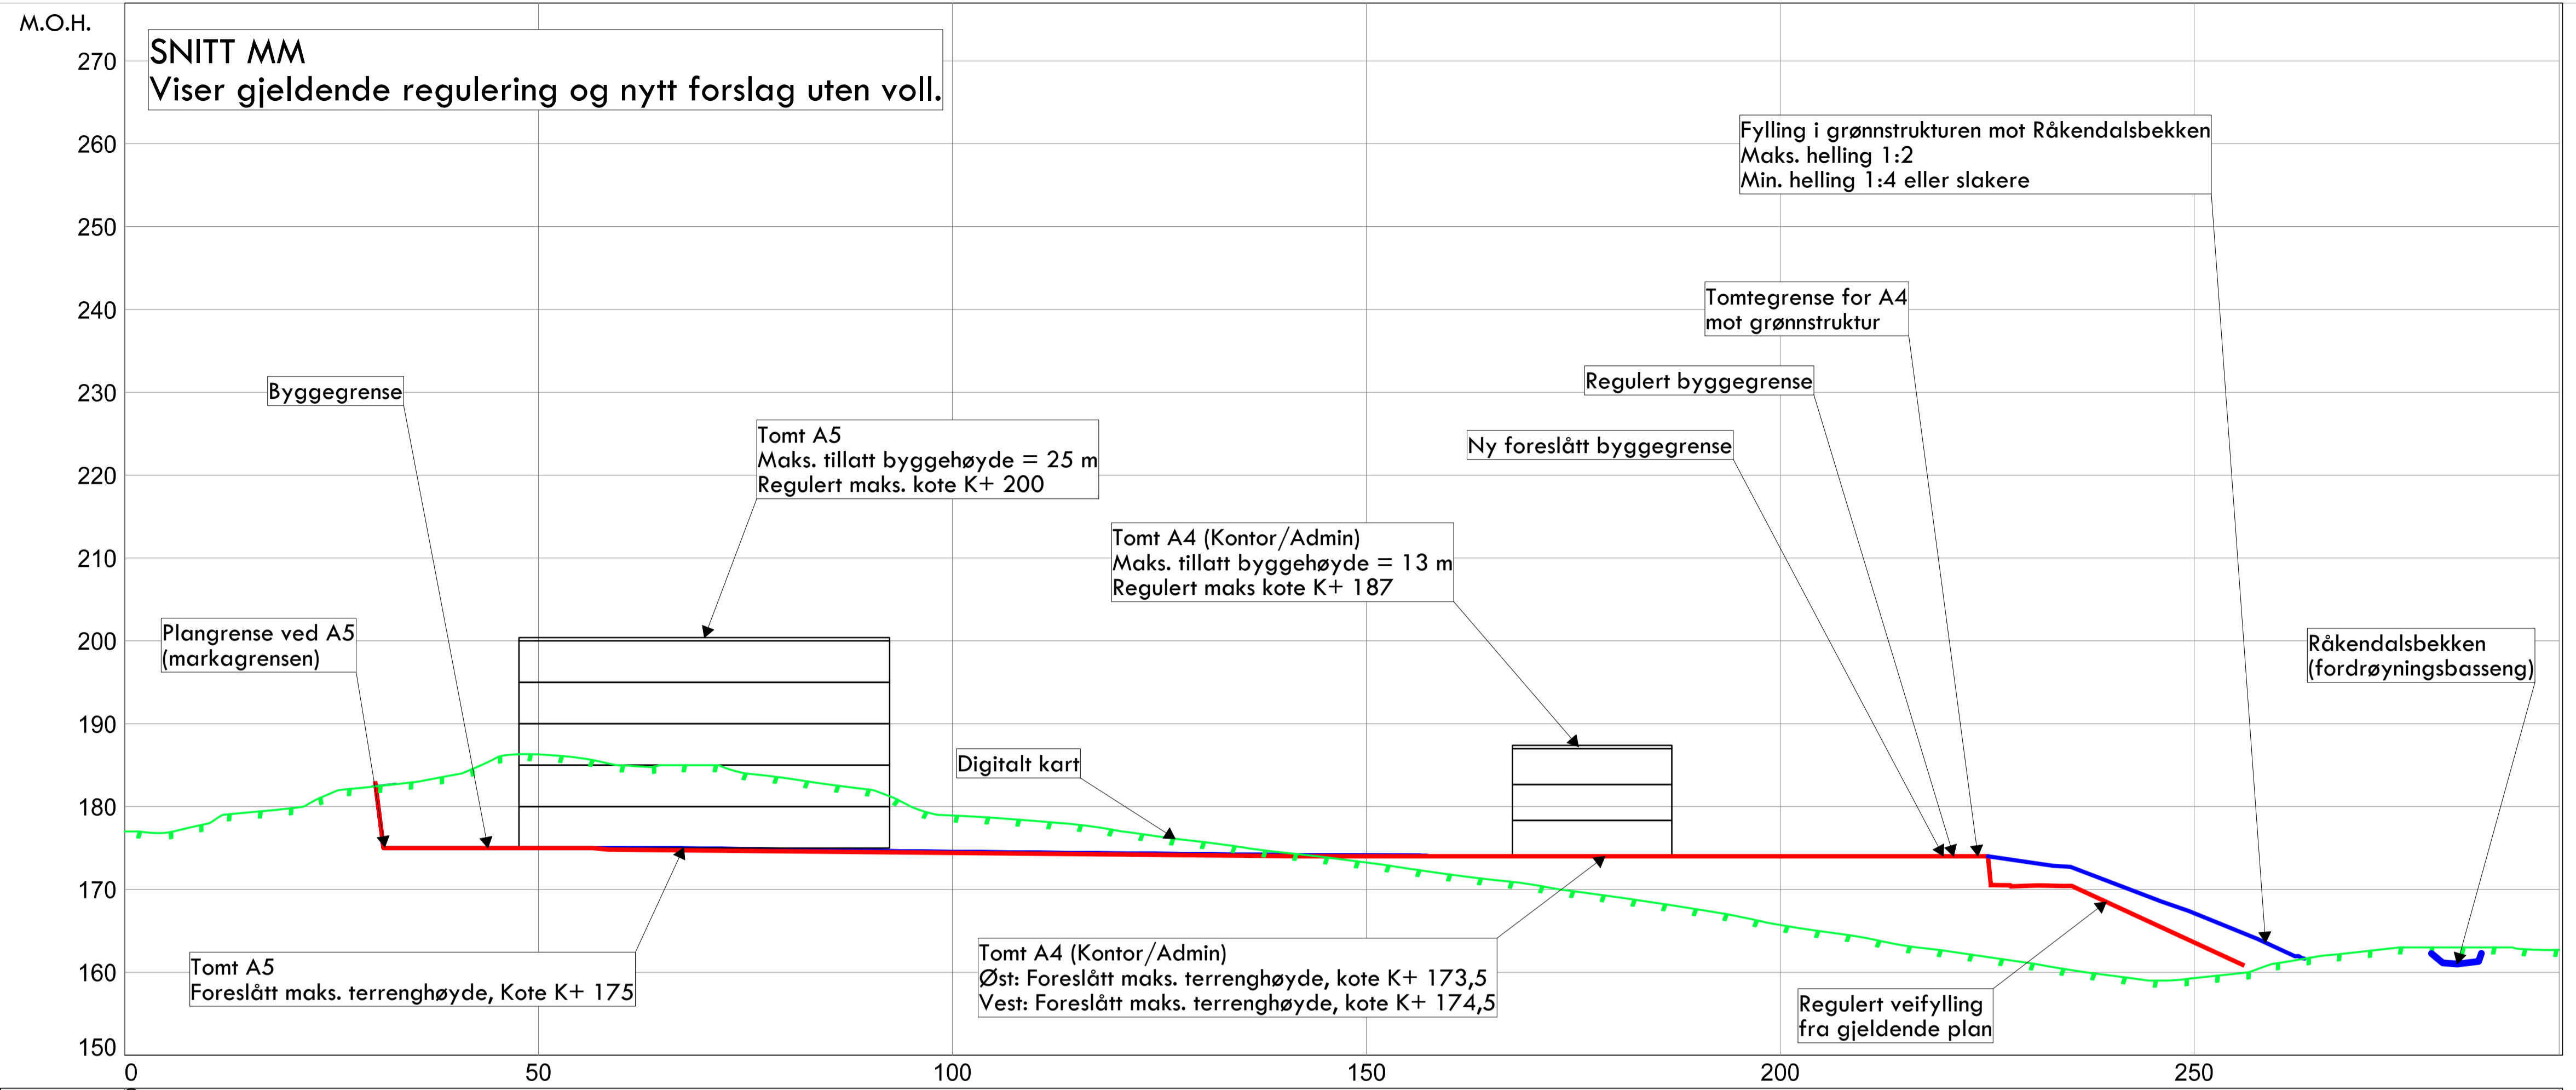 M.O.H.
SNITT MM
Viser gjeldende regulering og nytt forslag uten voll.
270
260
250
240
230
220
210
200
190
180
170
160
150
Fylling i grønnstrukturen mot Råkendalsbekken
Maks. helling 1:2
Min. helling 1:4 eller slakere
Tomtegrense for A4
mot grønnstruktur
Regulert byggegrense
Ny foreslått byggegrense
Byggegrense
Tomt A5
Maks. tillatt byggehøyde = 25 m
Regulert maks. kote K+ 200
Tomt A4 (Kontor/Admin)
Maks. tillatt byggehøyde = 13 m
Regulert maks kote K+ 187
Plangrense ved A5
(markagrensen)
Råkendalsbekken
(fordrøyningsbasseng)
Digitalt kart
Tomt A5
Foreslått maks. terrenghøyde, Kote K+ 175
Tomt A4 (Kontor/Admin)
Øst: Foreslått maks. terrenghøyde, kote K+ 173,5
Vest: Foreslått maks. terrenghøyde, kote K+ 174,5
Regulert veifylling
fra gjeldende plan
0
50
100
150
200
250